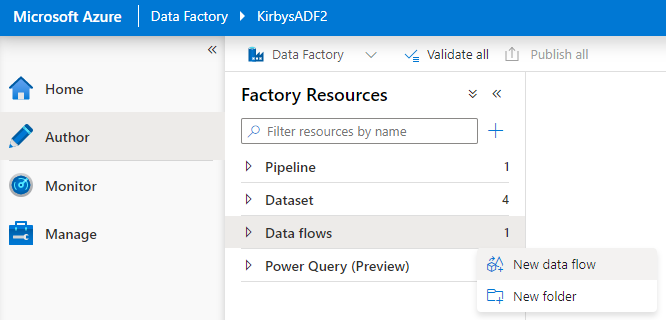 Microsoft Azure Data Factory KirbysADF2
Data Factory Validate all Publish all
Home
Author
Monitor
Manage
Factory Resources
Filter resources by name
Pipeline 1
Dataset 4
Data flows 1
Power Query (Preview)
New data flow
New folder